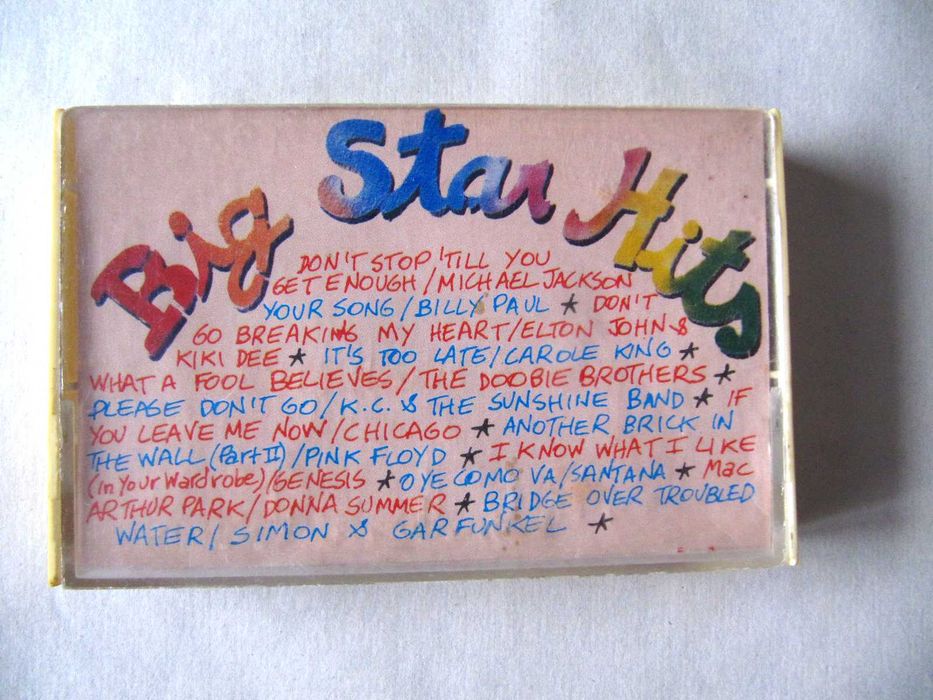 Big Star Hits
DON'T STOP 'TILL YOU
GET ENOUGH/MICHAEL JACKSON
YOUR SONG/BILLY PAUL * DON'T
GO BREAKING MY HEART/ELTON JOHN &
KIKI DEE * IT'S TOO LATE/CAROLE KING *
WHAT A FOOL BELIEVES/THE DOOBIE BROTHERS *
PLEASE DON'T GO/K.C. & THE SUNSHINE BAND * IF
YOU LEAVE ME NOW/CHICAGO * ANOTHER BRICK IN
THE WALL (Part II)/PINK FLOYD * I KNOW WHAT I LIKE
(in Your Wardrobe)/GENESIS * OYE COMO VA/SANTANA * Mac
ARTHUR PARK/DONNA SUMMER * BRIDGE OVER TROUBLED
WATER/ SIMON & GARFUNKEL *